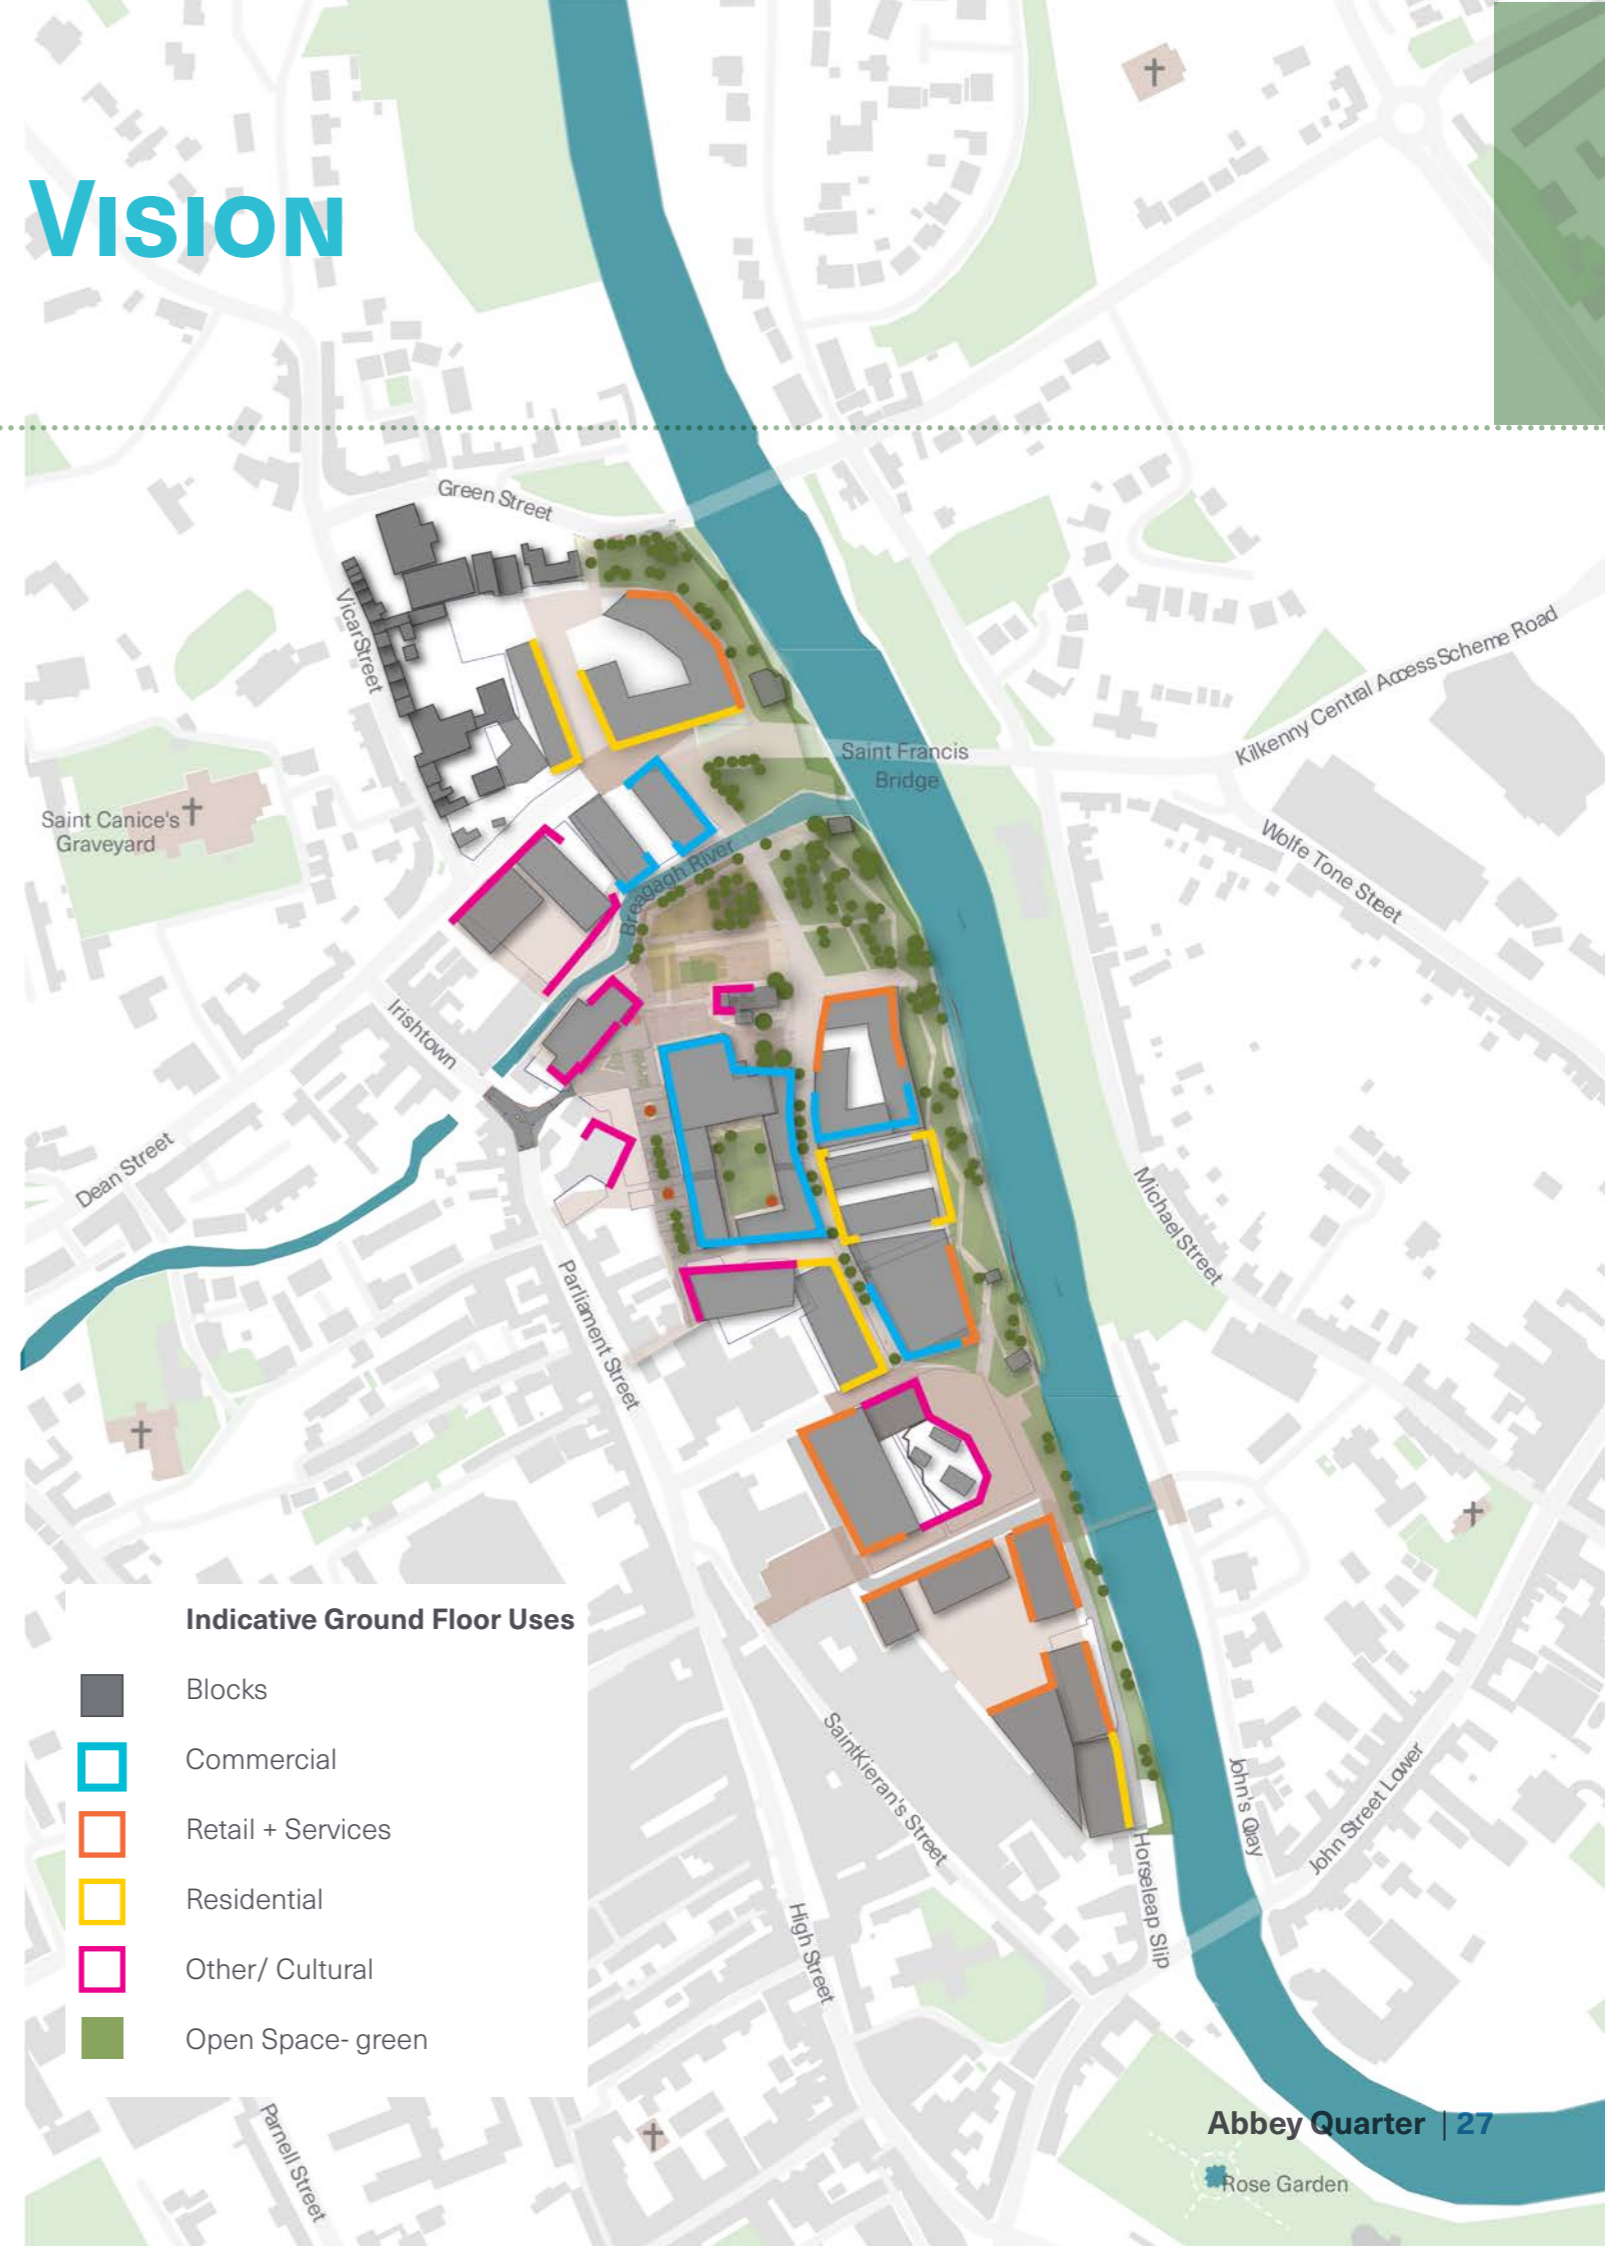 VISION
Green Street
Vicar Street
Saint Francis
Bridge
Kilkenny Central Access Scheme Road
Saint Canice's
Graveyard
Wolfe Tone Street
Breagagh River
Irishtown
Dean Street
Michael Street
Parliament Street
Indicative Ground Floor Uses
Blocks
Commercial
Retail + Services
Residential
Other/ Cultural
Open Space- green
Saint Kieran's Street
John's Quay
John Street Lower
Horseleap Slip
High Street
Parnell Street
Abbey Quarter | 27
Rose Garden